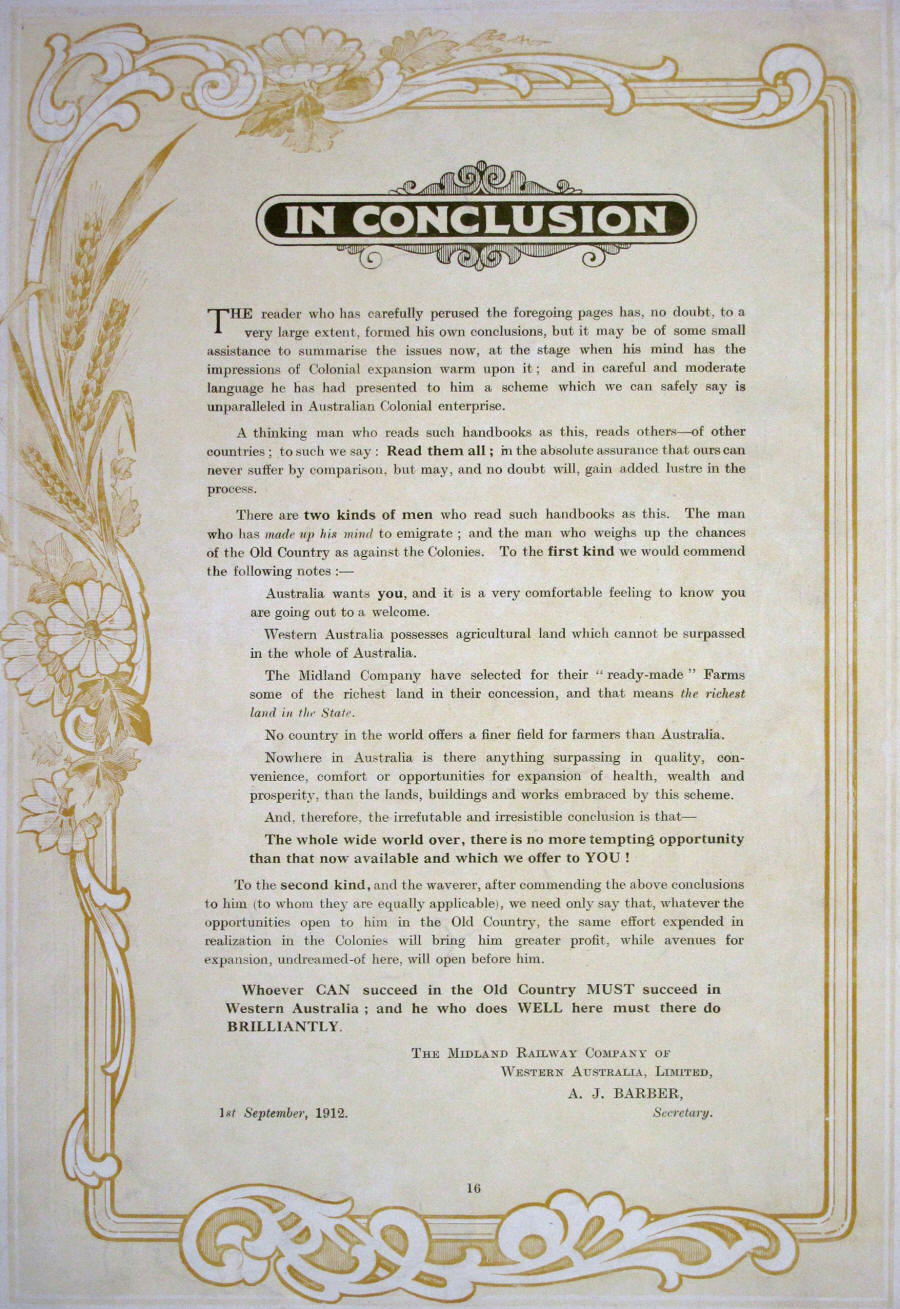 IN CONCLUSION
THE reader who has carefully perused the foregoing pages has, no doubt, to a
very large extent, formed his own conclusions, but it may be of some small
assistance to summarise the issues now, at the stage when his mind has the
impressions of Colonial expansion warm upon it ; and in careful and moderate
language he has had presented to him a scheme which we can safely say is
unparalleled in Australian Colonial enterprise.
A thinking man who reads such handbooks as this, reads others—of other
countries ; to such we say : Read them all ; in the absolute assurance that ours can
never suffer by comparison, but may, and no doubt will, gain added lustre in the
process.
There are two kinds of men who read such handbooks as this. The man
who has made up his mind to emigrate ; and the man who weighs up the chances
of the Old Country as against the Colonies. To the first kind we would commend
the following notes :—
Australia wants you, and it is a very comfortable feeling to know you
are going out to a welcome.
Western Australia possesses agricultural land which cannot be surpassed
in the whole of Australia.
The Midland Company have selected for their " ready-made " Farms
some of the richest land in their concession, and that means the richest
land in the State.
No country in the world offers a finer field for farmers than Australia.
Nowhere in Australia is there anything surpassing in quality, con-
venience, comfort or opportunities for expansion of health, wealth and
prosperity, than the lands, buildings and works embraced by this scheme.
And, therefore, the irrefutable and irresistible conclusion is that—
The whole wide world over, there is no more tempting opportunity
than that now available and which we offer to YOU !
To the second kind, and the waverer, after commending the above conclusions
to him (to whom they are equally applicable), we need only say that, whatever the
opportunities open to him in the Old Country, the same effort expended in
realization in the Colonies will bring him greater profit, while avenues for
expansion, undreamed-of here, will open before him.
Whoever CAN succeed in the Old Country MUST succeed in
Western Australia ; and he who does WELL here must there do
BRILLIANTLY.
THE MIDLAND RAILWAY COMPANY OF
WESTERN AUSTRALIA, LIMITED,
A. J. BARBER,
1st September, 1912. Secretary.
16